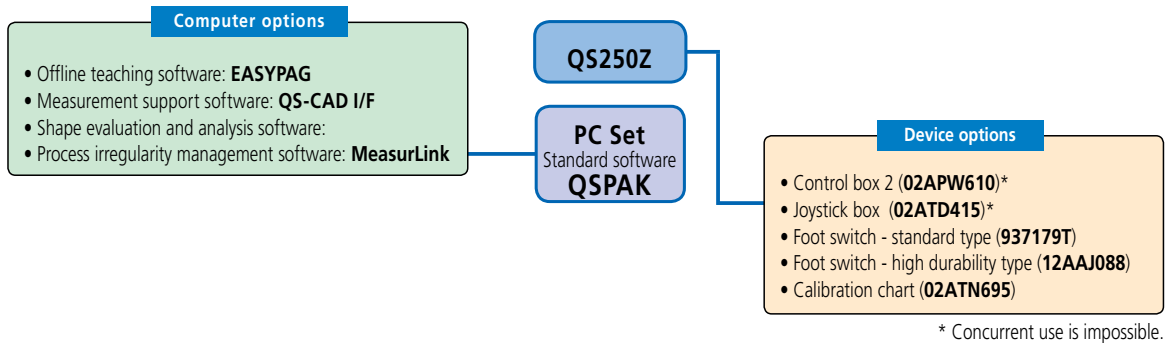 Computer options
• Offline teaching software: EASYPAG
• Measurement support software: QS-CAD I/F
• Shape evaluation and analysis software:
• Process irregularity management software: MeasurLink
QS250Z
PC Set
Standard software
QSPAK
Device options
• Control box 2 (02APW610)*
• Joystick box (02ATD415)*
• Foot switch - standard type (937179T)
• Foot switch - high durability type (12AAJ088)
• Calibration chart (02ATN695)
* Concurrent use is impossible.